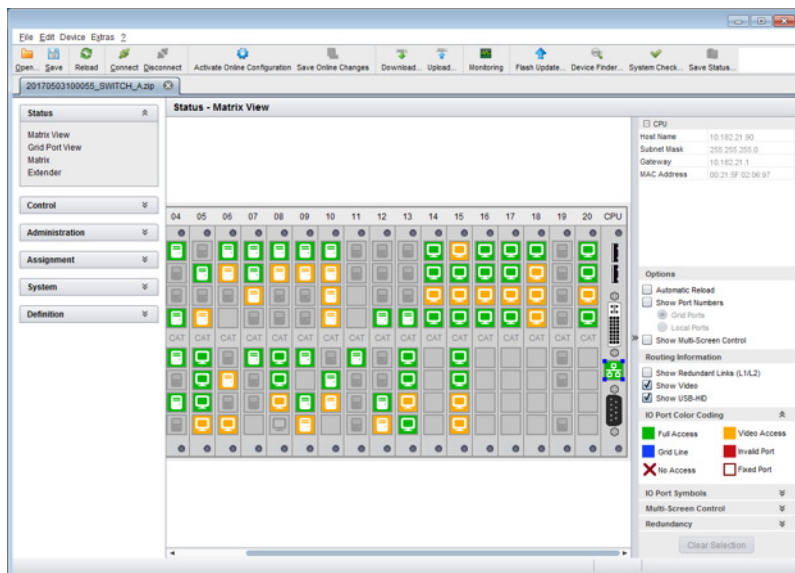 File Edit Device Extras ?
Open... Save Reload Connect Disconnect Activate Online Configuration Save Online Changes Download... Upload... Monitoring Flash Update... Device Finder... System Check... Save Status...
20170503100055_SWITCH_A.zip
Status
Matrix View
Grid Port View
Matrix
Extender
Control
Administration
Assignment
System
Definition
Status - Matrix View
04 05 06 07 08 09 10 11 12 13 14 15 16 17 18 19 20 CPU
CAT CAT CAT CAT CAT CAT CAT CAT CAT CAT CAT CAT CAT CAT CAT CAT CAT
CPU
Host Name 10.182.21.90
Subnet Mask 255.255.255.0
Gateway 10.182.21.1
MAC Address 00:21:5F:02:06:97
Options
Automatic Reload
Show Port Numbers
Grid Ports
Local Ports
Show Multi-Screen Control
Routing Information
Show Redundant Links (L1/L2)
Show Video
Show USB-HID
IO Port Color Coding
Full Access Video Access
Grid Line Invalid Port
No Access Fixed Port
IO Port Symbols
Multi-Screen Control
Redundancy
Clear Selection